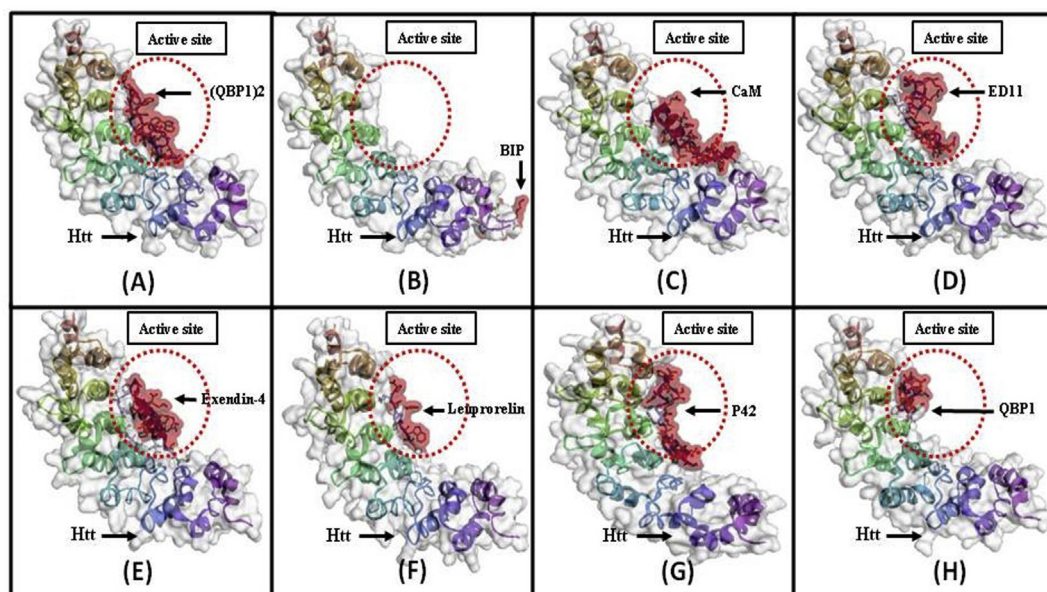 Active site
(QBP1)2
Htt
(A)
Active site
BIP
Htt
(B)
Active site
CaM
Htt
(C)
Active site
ED11
Htt
(D)
Active site
Exendin-4
Htt
(E)
Active site
Leuprorelin
Htt
(F)
Active site
P42
Htt
(G)
Active site
QBP1
Htt
(H)